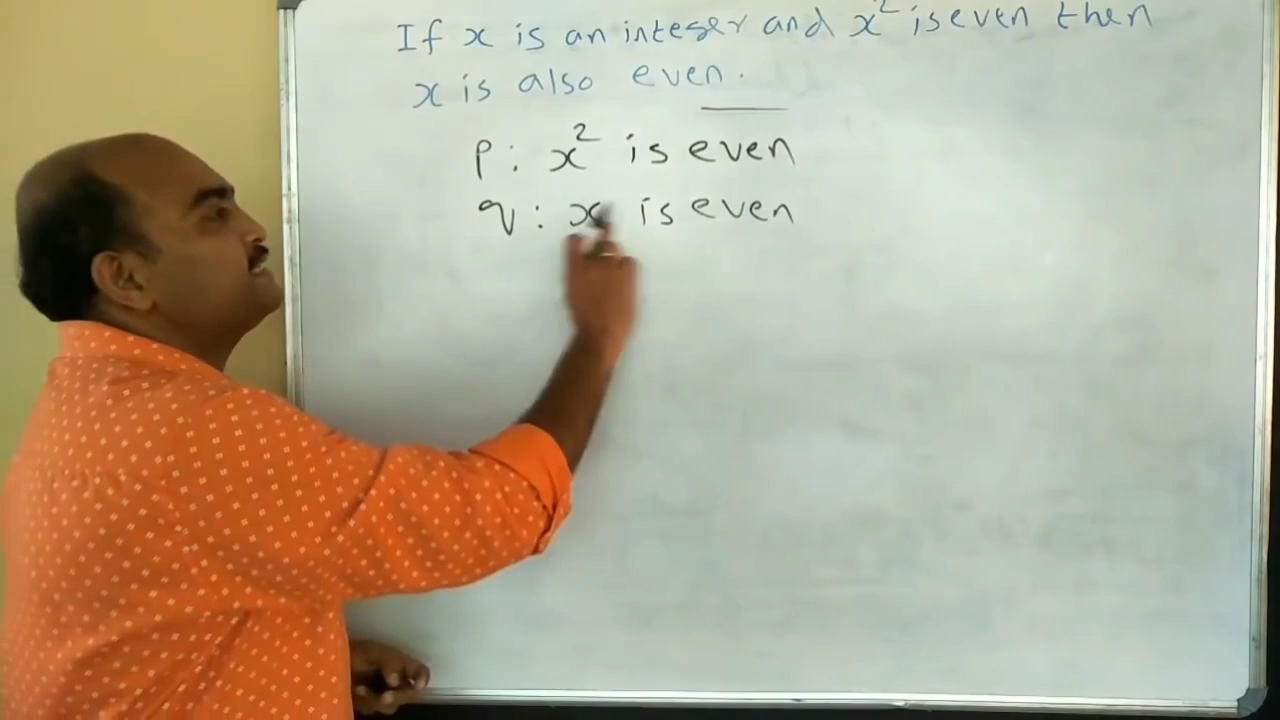 If x is an integer and x² is even then
x is also even.
p : x² is even
q : x is even